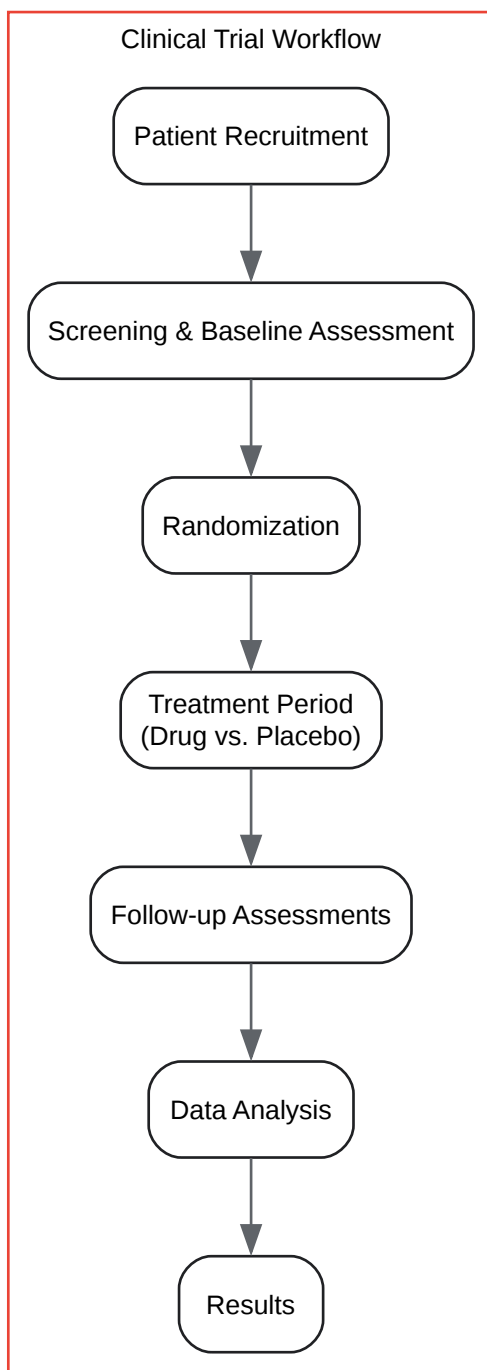 Clinical Trial Workflow
Patient Recruitment
Screening & Baseline Assessment
Randomization
Treatment Period
(Drug vs. Placebo)
Follow-up Assessments
Data Analysis
Results